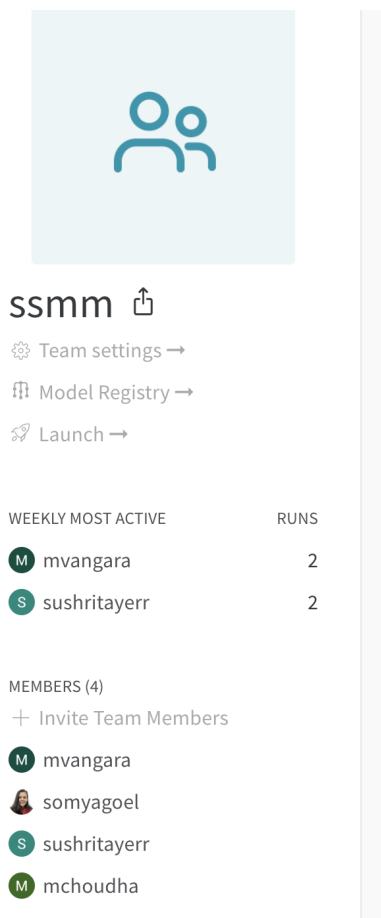 ssmm
Team settings →
Model Registry →
Launch →
WEEKLY MOST ACTIVE RUNS
M mvangara 2
S sushritayerr 2
MEMBERS (4)
+ Invite Team Members
M mvangara
somyagoel
S sushritayerr
M mchoudha